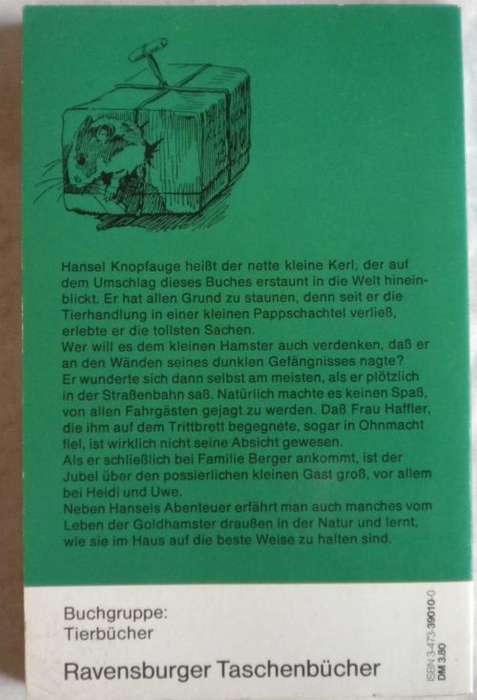 Hansel Knopfauge heißt der nette kleine Kerl, der auf
dem Umschlag dieses Buches erstaunt in die Welt hinein-
blickt. Er hat allen Grund zu staunen, denn seit er die
Tierhandlung in einer kleinen Pappschachtel verließ,
erlebte er die tollsten Sachen.
Wer will es dem kleinen Hamster auch verdenken, daß er
an den Wänden seines dunklen Gefängnisses nagte?
Er wunderte sich dann selbst am meisten, als er plötzlich
in der Straßenbahn saß. Natürlich machte es keinen Spaß,
von allen Fahrgästen gejagt zu werden. Daß Frau Haffler,
die ihm auf dem Trittbrett begegnete, sogar in Ohnmacht
fiel, ist wirklich nicht seine Absicht gewesen.
Als er schließlich bei Familie Berger ankommt, ist der
Jubel über den possierlichen kleinen Gast groß, vor allem
bei Heidi und Uwe.
Neben Hansels Abenteuer erfährt man auch manches vom
Leben der Goldhamster draußen in der Natur und lernt,
wie sie im Haus auf die beste Weise zu halten sind.
Buchgruppe:
Tierbücher
Ravensburger Taschenbücher
ISBN 3-473-39010-0
DM 3.80